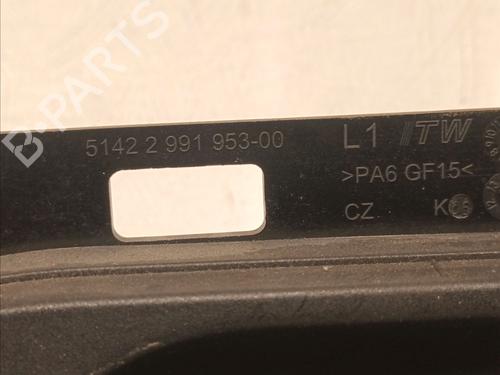 B-PARTS
5142 2 991 953-00
L1 ITW
>PA6 GF15<
CZ